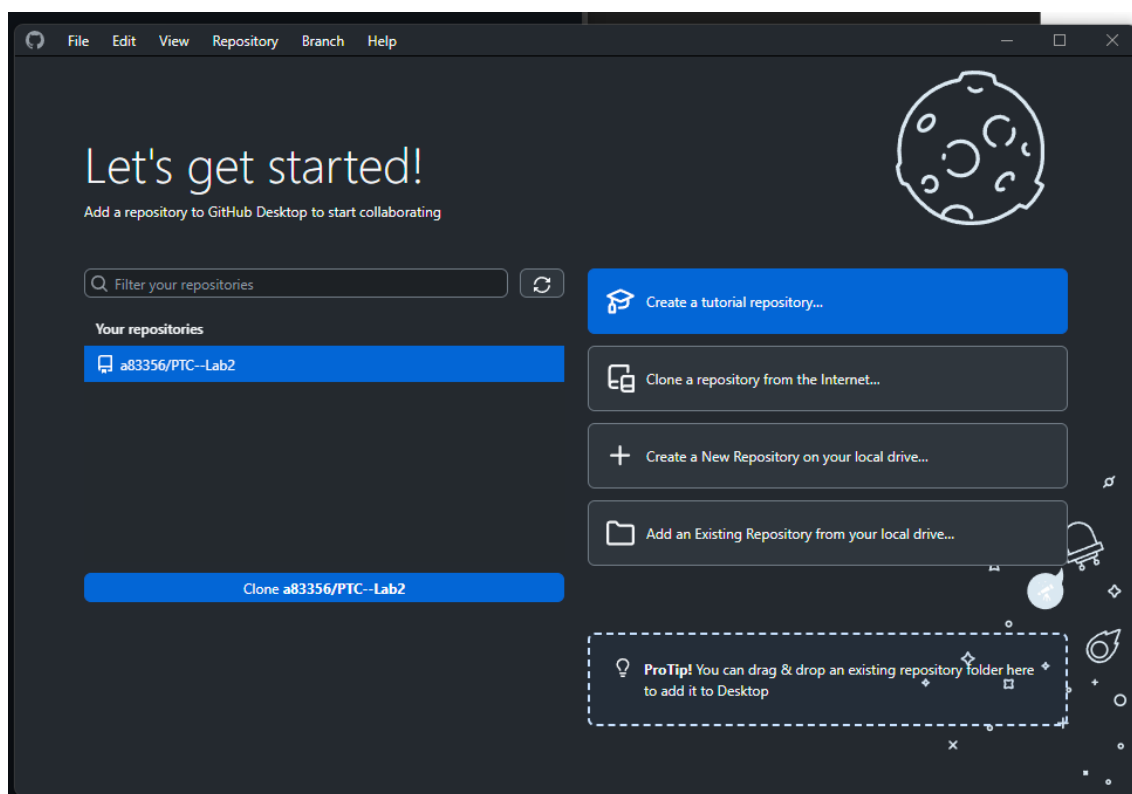 File Edit View Repository Branch Help
Let's get started!
Add a repository to GitHub Desktop to start collaborating
Filter your repositories
Your repositories
a83356/PTC--Lab2
Clone a83356/PTC--Lab2
Create a tutorial repository...
Clone a repository from the Internet...
Create a New Repository on your local drive...
Add an Existing Repository from your local drive...
ProTip! You can drag & drop an existing repository folder here
to add it to Desktop